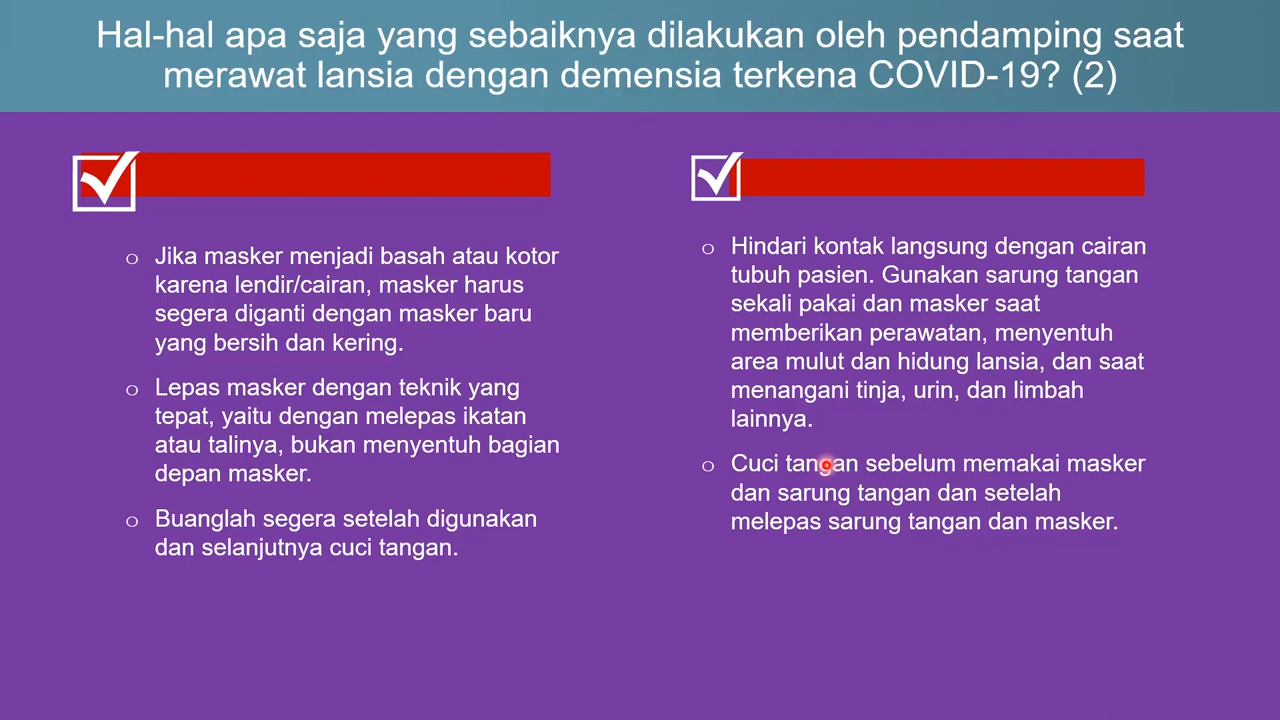 Hal-hal apa saja yang sebaiknya dilakukan oleh pendamping saat
merawat lansia dengan demensia terkena COVID-19? (2)
Jika masker menjadi basah atau kotor
karena lendir/cairan, masker harus
segera diganti dengan masker baru
yang bersih dan kering.
Lepas masker dengan teknik yang
tepat, yaitu dengan melepas ikatan
atau talinya, bukan menyentuh bagian
depan masker.
Buanglah segera setelah digunakan
dan selanjutnya cuci tangan.
Hindari kontak langsung dengan cairan
tubuh pasien. Gunakan sarung tangan
sekali pakai dan masker saat
memberikan perawatan, menyentuh
area mulut dan hidung lansia, dan saat
menangani tinja, urin, dan limbah
lainnya.
Cuci tangan sebelum memakai masker
dan sarung tangan dan setelah
melepas sarung tangan dan masker.